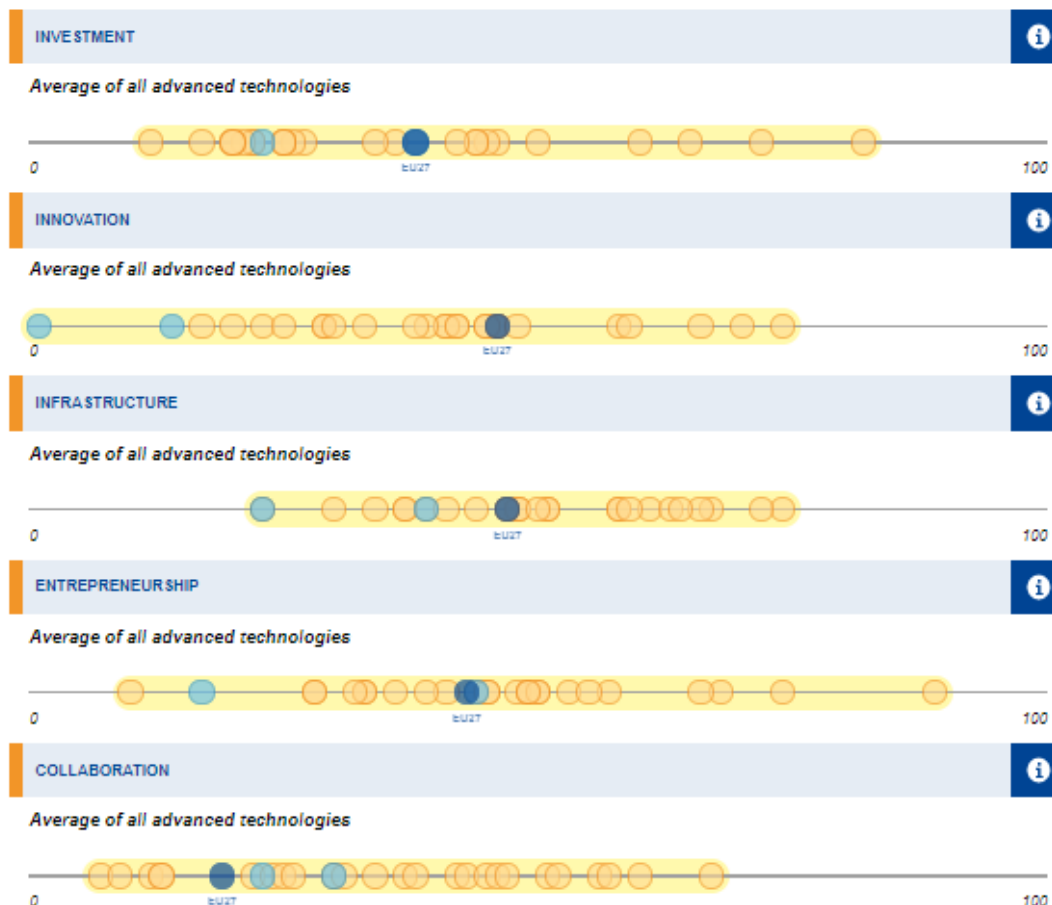 INVESTMENT
Average of all advanced technologies
0 100
EU27
INNOVATION
Average of all advanced technologies
0 100
EU27
INFRASTRUCTURE
Average of all advanced technologies
0 100
EU27
ENTREPRENEURSHIP
Average of all advanced technologies
0 100
EU27
COLLABORATION
Average of all advanced technologies
0 100
EU27